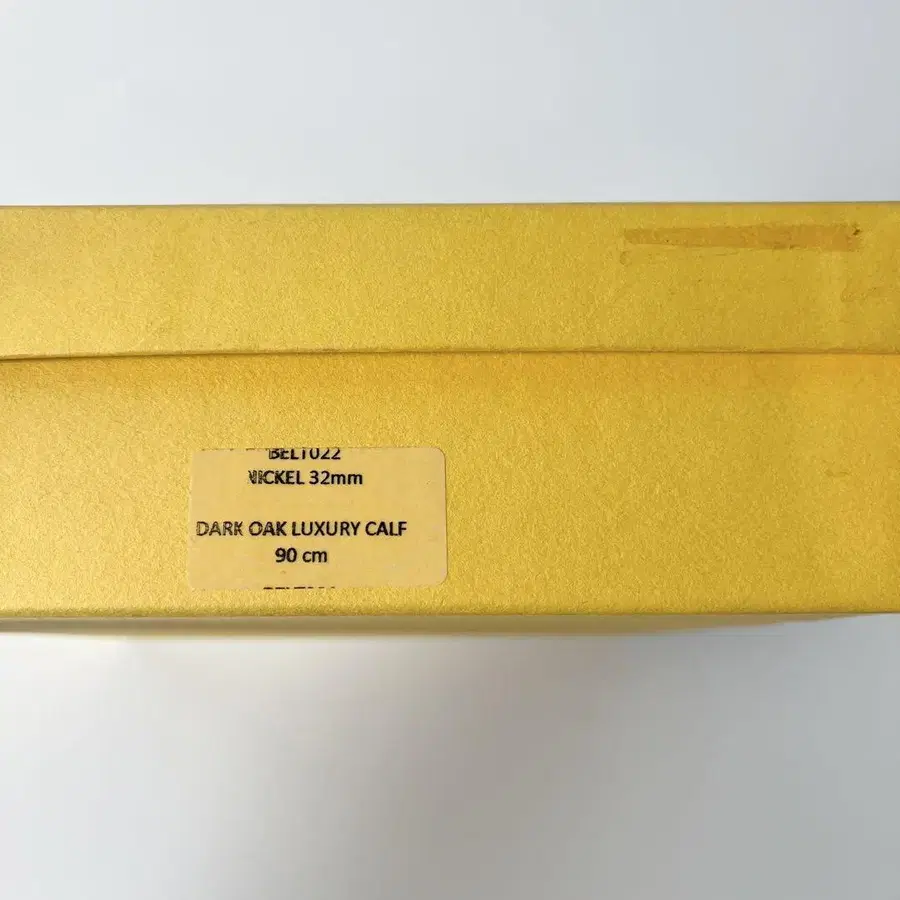 BELT022
NICKEL 32mm
DARK OAK LUXURY CALF
90 cm